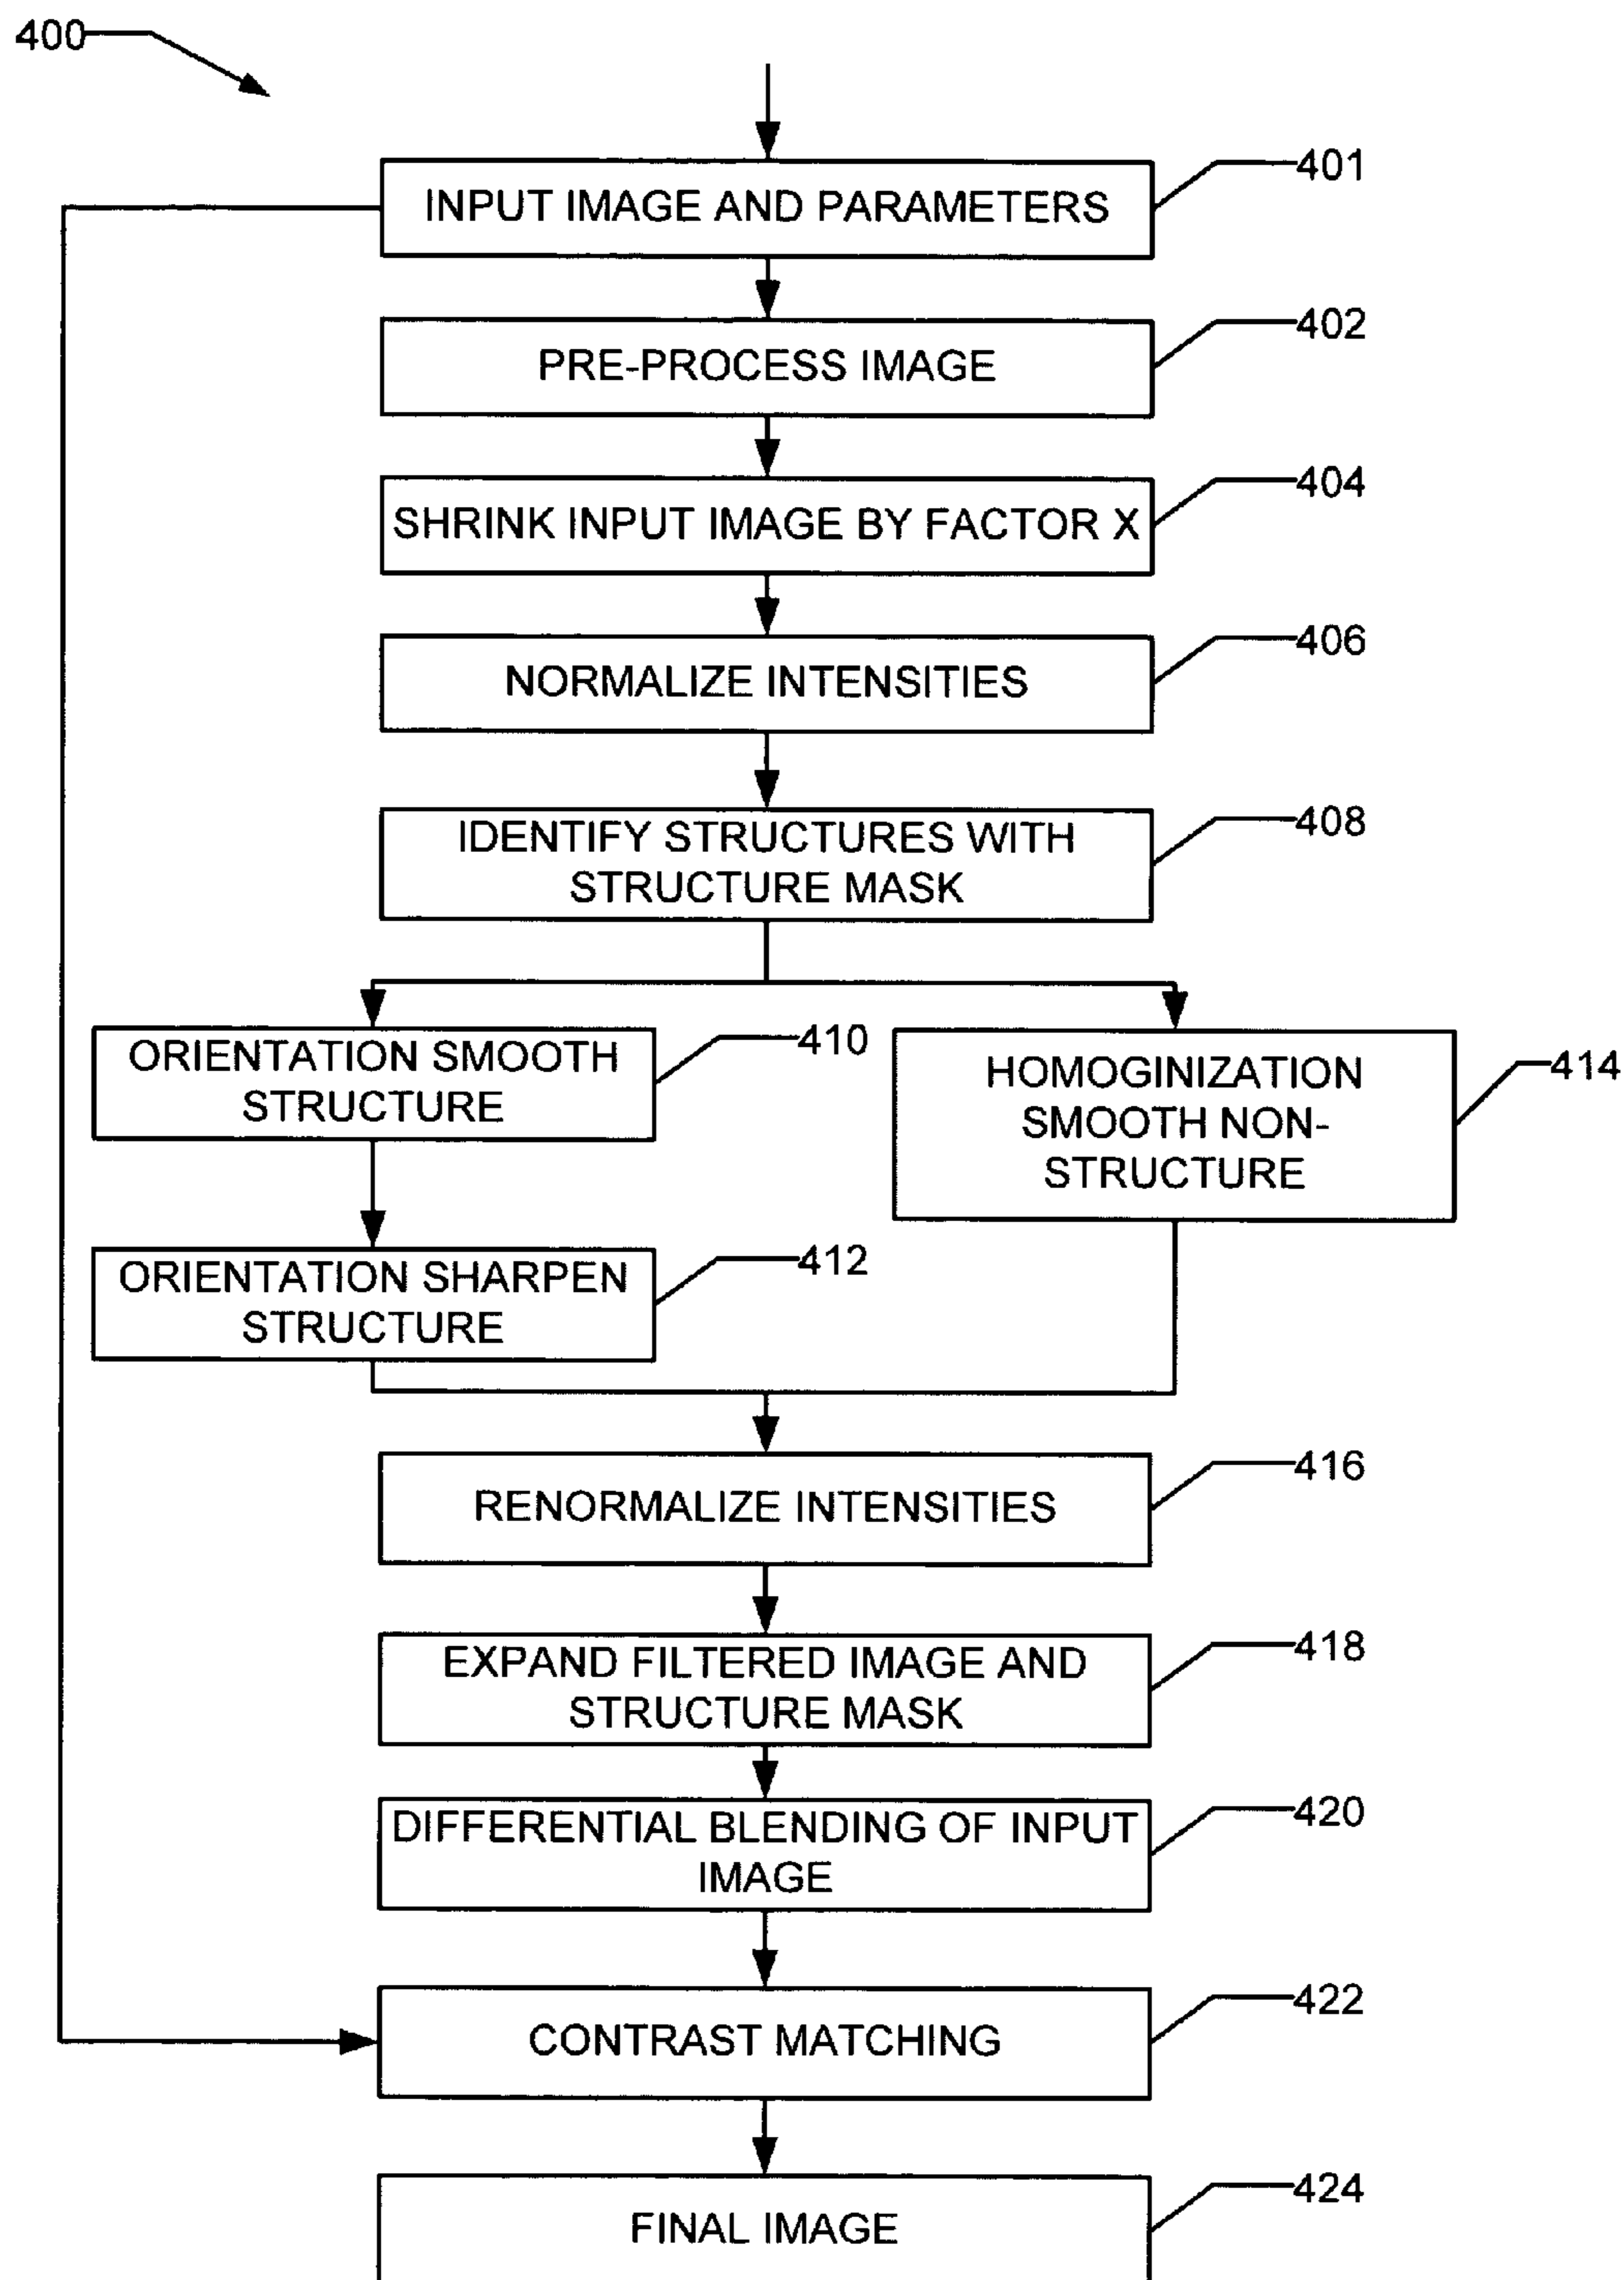 400
401
INPUT IMAGE AND PARAMETERS
402
PRE-PROCESS IMAGE
404
SHRINK INPUT IMAGE BY FACTOR X
406
NORMALIZE INTENSITIES
408
IDENTIFY STRUCTURES WITH
STRUCTURE MASK
410
ORIENTATION SMOOTH
STRUCTURE
414
HOMOGINIZATION
SMOOTH NON-
STRUCTURE
412
ORIENTATION SHARPEN
STRUCTURE
416
RENORMALIZE INTENSITIES
418
EXPAND FILTERED IMAGE AND
STRUCTURE MASK
420
DIFFERENTIAL BLENDING OF INPUT
IMAGE
422
CONTRAST MATCHING
424
FINAL IMAGE